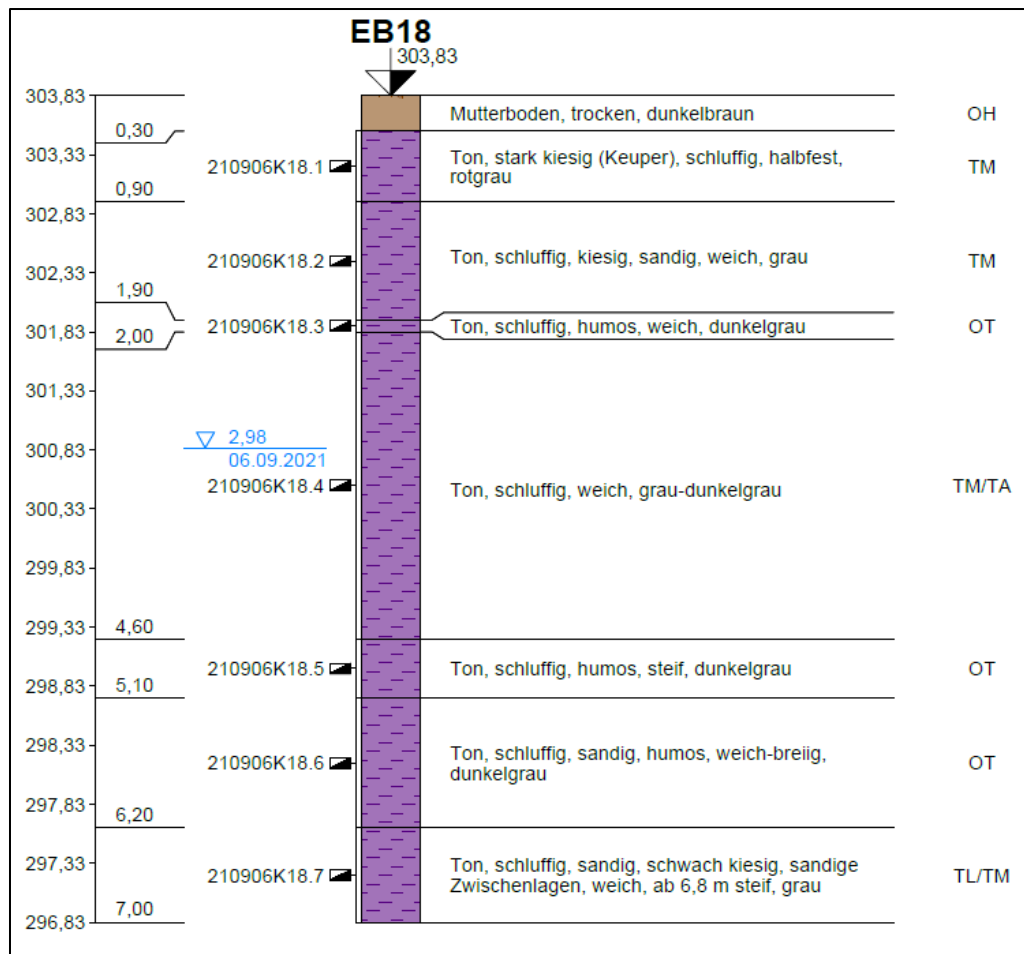 EB18
303,83
303,83
Mutterboden, trocken, dunkelbraun
OH
0,30
303,33
210906K18.1
Ton, stark kiesig (Keuper), schluffig, halbfest,
rotgrau
TM
0,90
302,83
210906K18.2
Ton, schluffig, kiesig, sandig, weich, grau
TM
302,33
1,90
210906K18.3
Ton, schluffig, humos, weich, dunkelgrau
OT
301,83
2,00
301,33
2,98
300,83
06.09.2021
210906K18.4
Ton, schluffig, weich, grau-dunkelgrau
TM/TA
300,33
299,83
299,33
4,60
210906K18.5
Ton, schluffig, humos, steif, dunkelgrau
OT
298,83
5,10
298,33
210906K18.6
Ton, schluffig, sandig, humos, weich-breiig,
dunkelgrau
OT
297,83
6,20
297,33
210906K18.7
Ton, schluffig, sandig, schwach kiesig, sandige
Zwischenlagen, weich, ab 6,8 m steif, grau
TL/TM
7,00
296,83